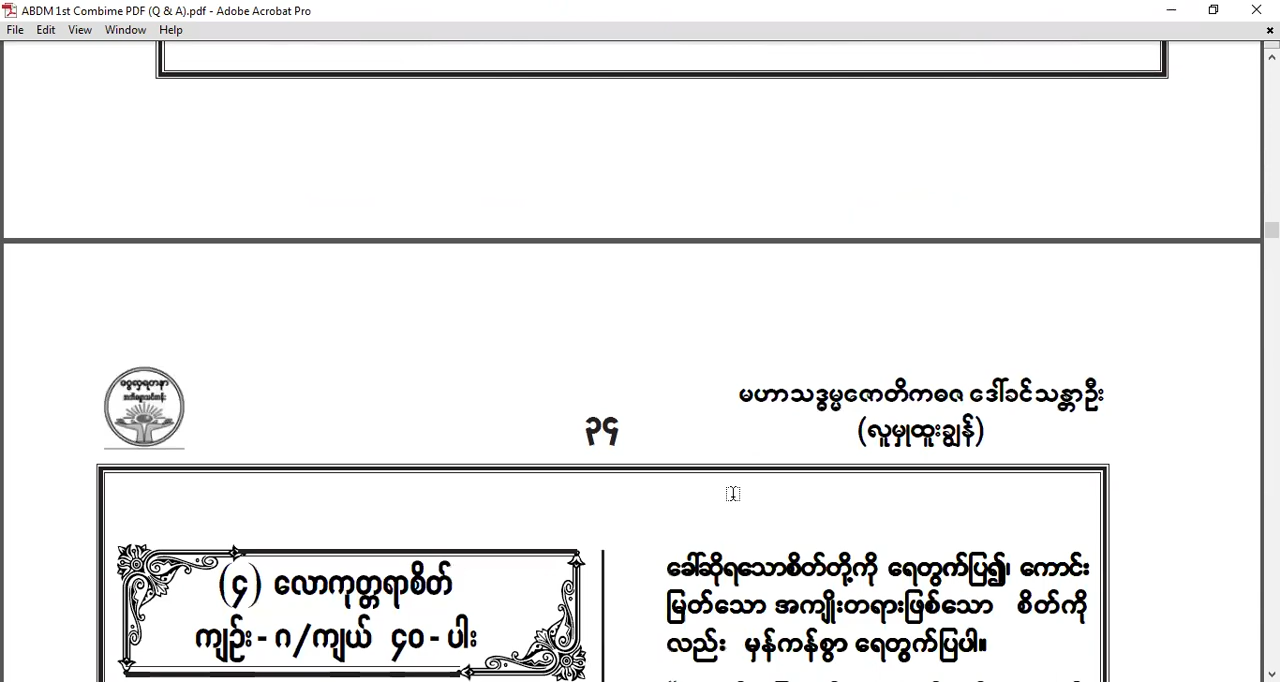 ABDM 1st Combime PDF (Q & A).pdf - Adobe Acrobat Pro
File Edit View Window Help
မဟာသဒ္ဓမ္မဇောတိကဓဇ ဒေါ်ခင်သန္တာဦး
၃၄
(လူမှုထူးချွန်)
(၄) လောကုတ္တရာစိတ်
ကျဉ်း - ဂ/ကျယ် ၄၀ - ပါး
ခေါ်ဆိုရသောစိတ်တို့ကို ရေတွက်ပြ၍၊ ကောင်း
မြတ်သော အကျိုးတရားဖြစ်သော စိတ်ကို
လည်း မှန်ကန်စွာ ရေတွက်ပြပါ။